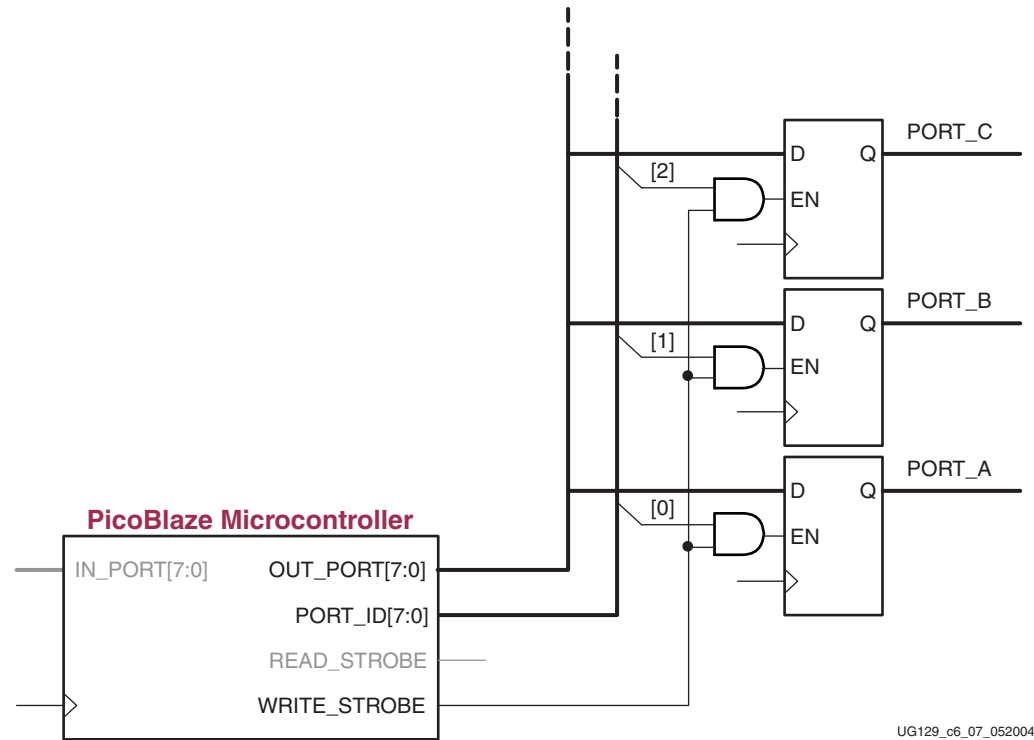 PORT_C
D Q
[2]
EN
PORT_B
D Q
[1]
EN
PORT_A
D Q
[0]
EN
PicoBlaze Microcontroller
IN_PORT[7:0] OUT_PORT[7:0]
PORT_ID[7:0]
READ_STROBE
WRITE_STROBE
UG129_c6_07_052004